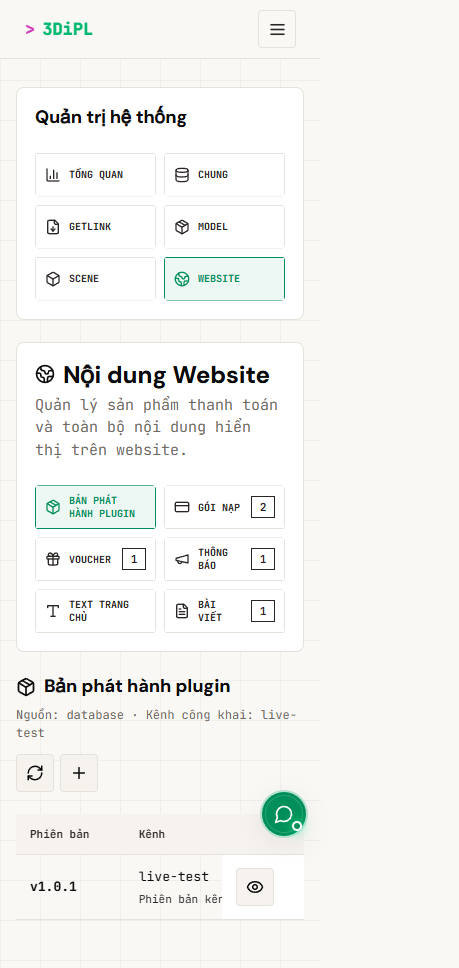 > 3DiPL
Quản trị hệ thống
TỔNG QUAN
CHUNG
GETLINK
MODEL
SCENE
WEBSITE
Nội dung Website
Quản lý sản phẩm thanh toán
và toàn bộ nội dung hiển
thị trên website.
BẢN PHÁT
HÀNH PLUGIN
GÓI NẠP 2
VOUCHER 1
THÔNG
BÁO 1
TEXT TRANG
CHỦ
BÀI
VIẾT 1
Bản phát hành plugin
Nguồn: database · Kênh công khai: live-
test
Phiên bản Kênh
v1.0.1 live-test
Phiên bản